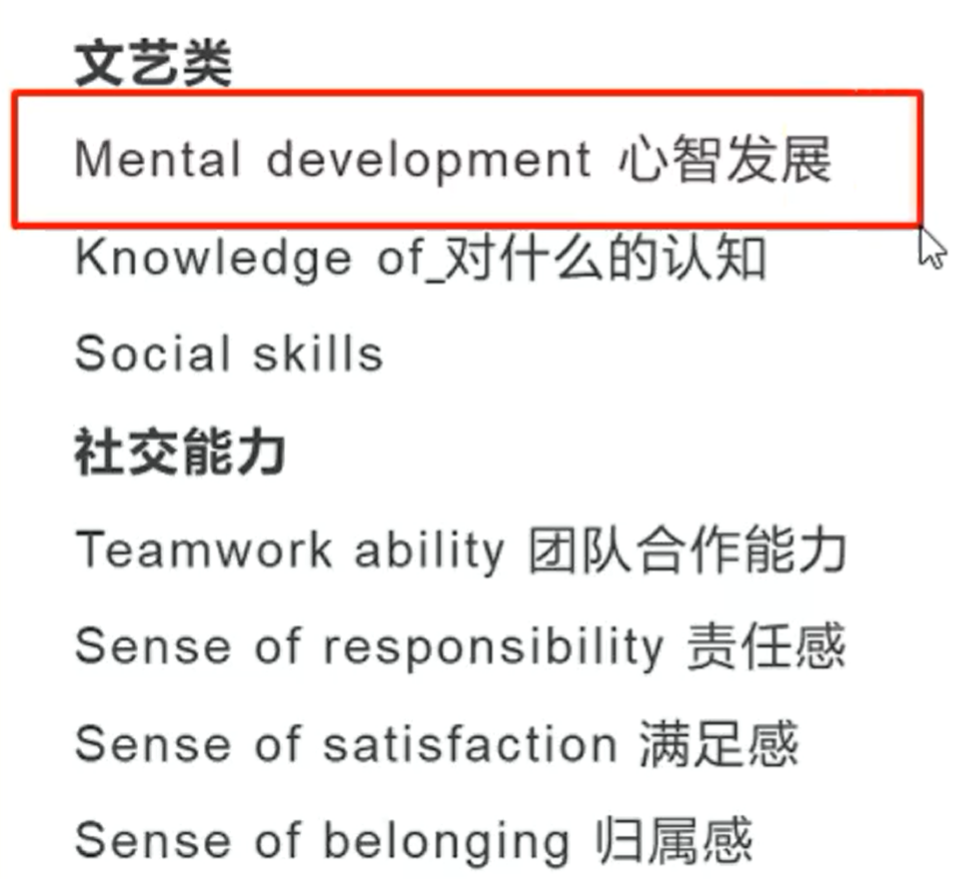 文艺类
Mental development 心智发展
Knowledge of_对什么的认知
Social skills
社交能力
Teamwork ability 团队合作能力
Sense of responsibility 责任感
Sense of satisfaction 满足感
Sense of belonging 归属感